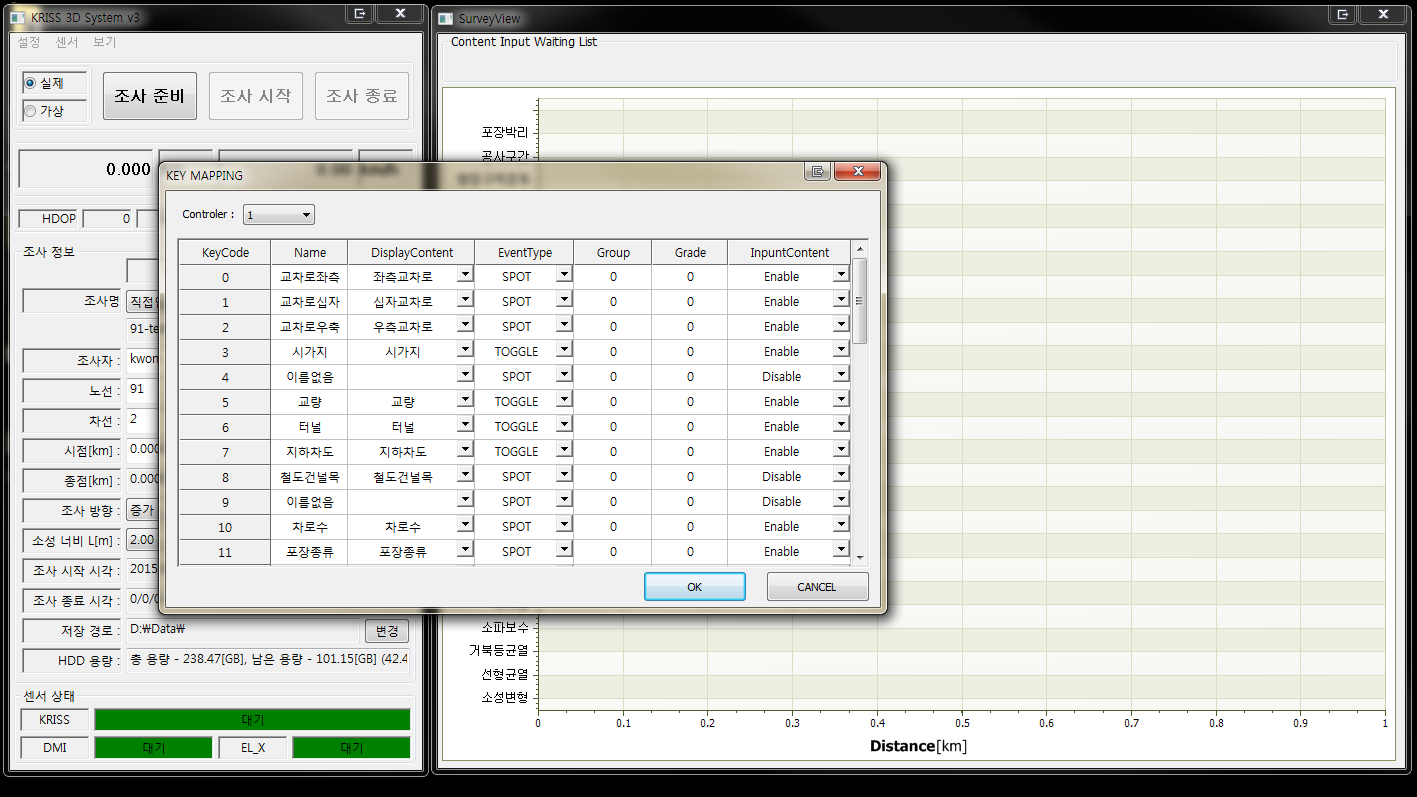 KRISS 3D System v3
설정 센서 보기
실제
가상
조사 준비
조사 시작
조사 종료
0.000
HDOP 0
조사 정보
조사명
91-te
조사자 : kwon
노선 : 91
차선 : 2
시점[km] : 0.000
종점[km] : 0.000
조사 방향 : 증가
소성 너비 L[m] : 2.00
조사 시작 시각 : 2015
조사 종료 시각 : 0/0/0
저장 경로 : D:₩Data₩ 변경
HDD 용량 : 총 용량 - 238.47[GB], 남은 용량 - 101.15[GB] (42.4
센서 상태
KRISS 대기
DMI 대기 EL_X 대기
KEY MAPPING
Controler : 1
KeyCode Name DisplayContent EventType Group Grade InpuntContent
0 교차로좌측 좌측교차로 SPOT 0 0 Enable
1 교차로십자 십자교차로 SPOT 0 0 Enable
2 교차로우측 우측교차로 SPOT 0 0 Enable
3 시가지 시가지 TOGGLE 0 0 Enable
4 이름없음 SPOT 0 0 Disable
5 교량 교량 TOGGLE 0 0 Enable
6 터널 터널 TOGGLE 0 0 Enable
7 지하차도 지하차도 TOGGLE 0 0 Enable
8 철도건널목 철도건널목 SPOT 0 0 Disable
9 이름없음 SPOT 0 0 Disable
10 차로수 차로수 SPOT 0 0 Enable
11 포장종류 포장종류 SPOT 0 0 Enable
OK CANCEL
SurveyView
Content Input Waiting List
포장박리
공사구간
소파보수
거북등균열
선형균열
소성변형
0 0.1 0.2 0.3 0.4 0.5 0.6 0.7 0.8 0.9 1
Distance[km]